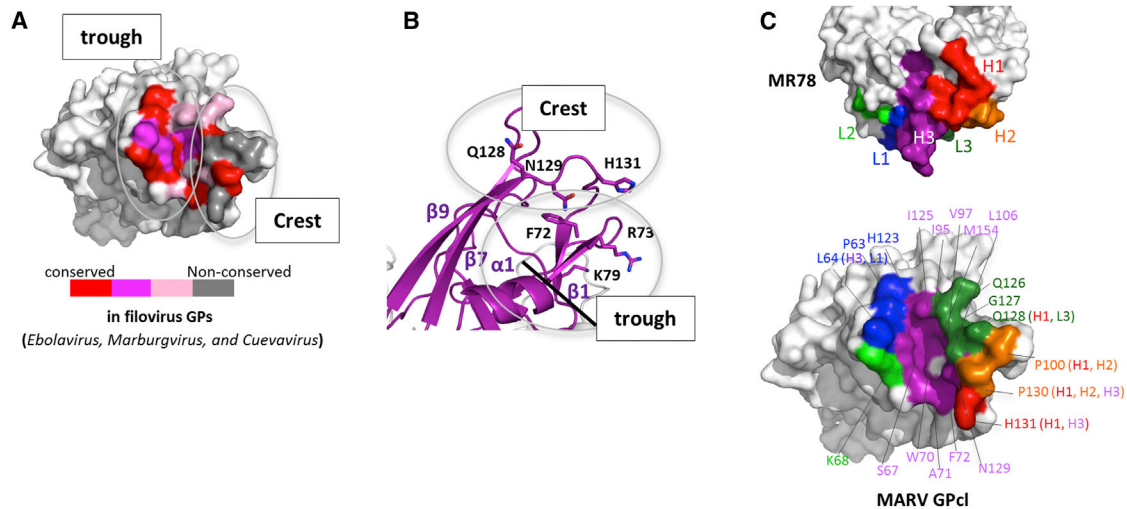 A
trough
Crest
conserved
Non-conserved
in filovirus GPs
(Ebolavirus, Marburgvirus, and Cuevavirus)
B
Crest
Q128
N129
H131
β9
F72
R73
β7
α1
K79
β1
trough
C
MR78
H1
L2
L1
H3
L3
H2
I125
V97
L106
I95
M154
P63
H123
L64 (H3, L1)
Q126
G127
Q128 (H1, L3)
P100 (H1, H2)
P130 (H1, H2, H3)
H131 (H1, H3)
K68
S67
W70
A71
F72
N129
MARV GPcl